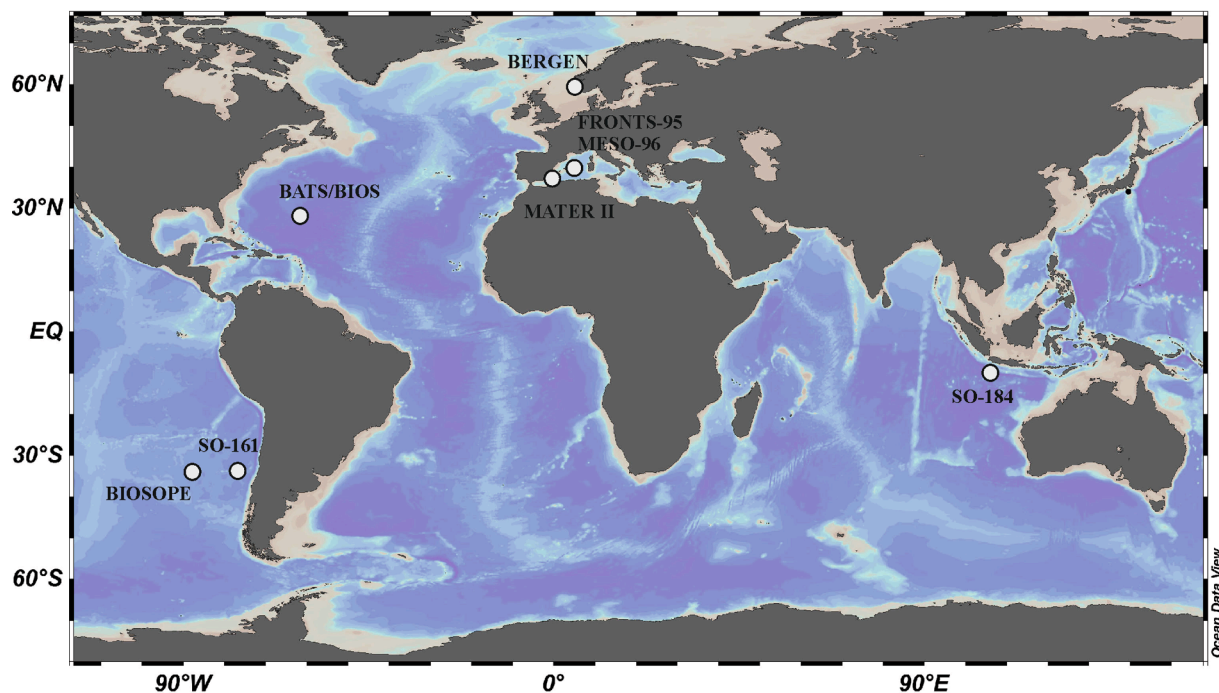 BERGEN
60°N
FRONTS-95
MESO-96
BATS/BIOS
30°N
MATER II
EQ
SO-184
SO-161
30°S
BIOSOPE
60°S
Ocean Data View
90°W
0°
90°E